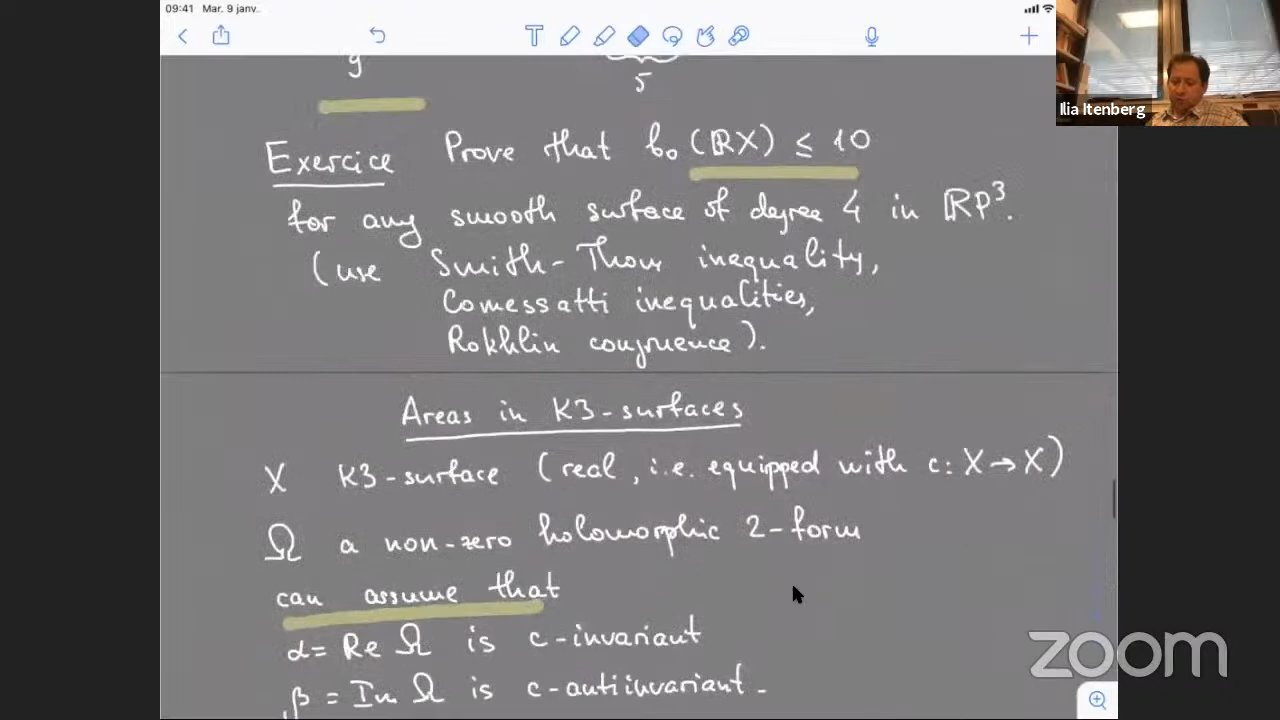 09:41 Mar. 9 janv.
y
5
Ilia Itenberg
Exercice Prove that b₀ (ℝX) ≤ 10
for any smooth surface of degree 4 in ℝP³.
(use Smith-Thom inequality,
Comessatti inequalities,
Rokhlin congruence).
Areas in K3-surfaces
X K3-surface (real, i.e. equipped with c: X → X)
Ω a non-zero holomorphic 2-form
can assume that
α = Re Ω is c-invariant
β = Im Ω is c-antiinvariant.
zoom